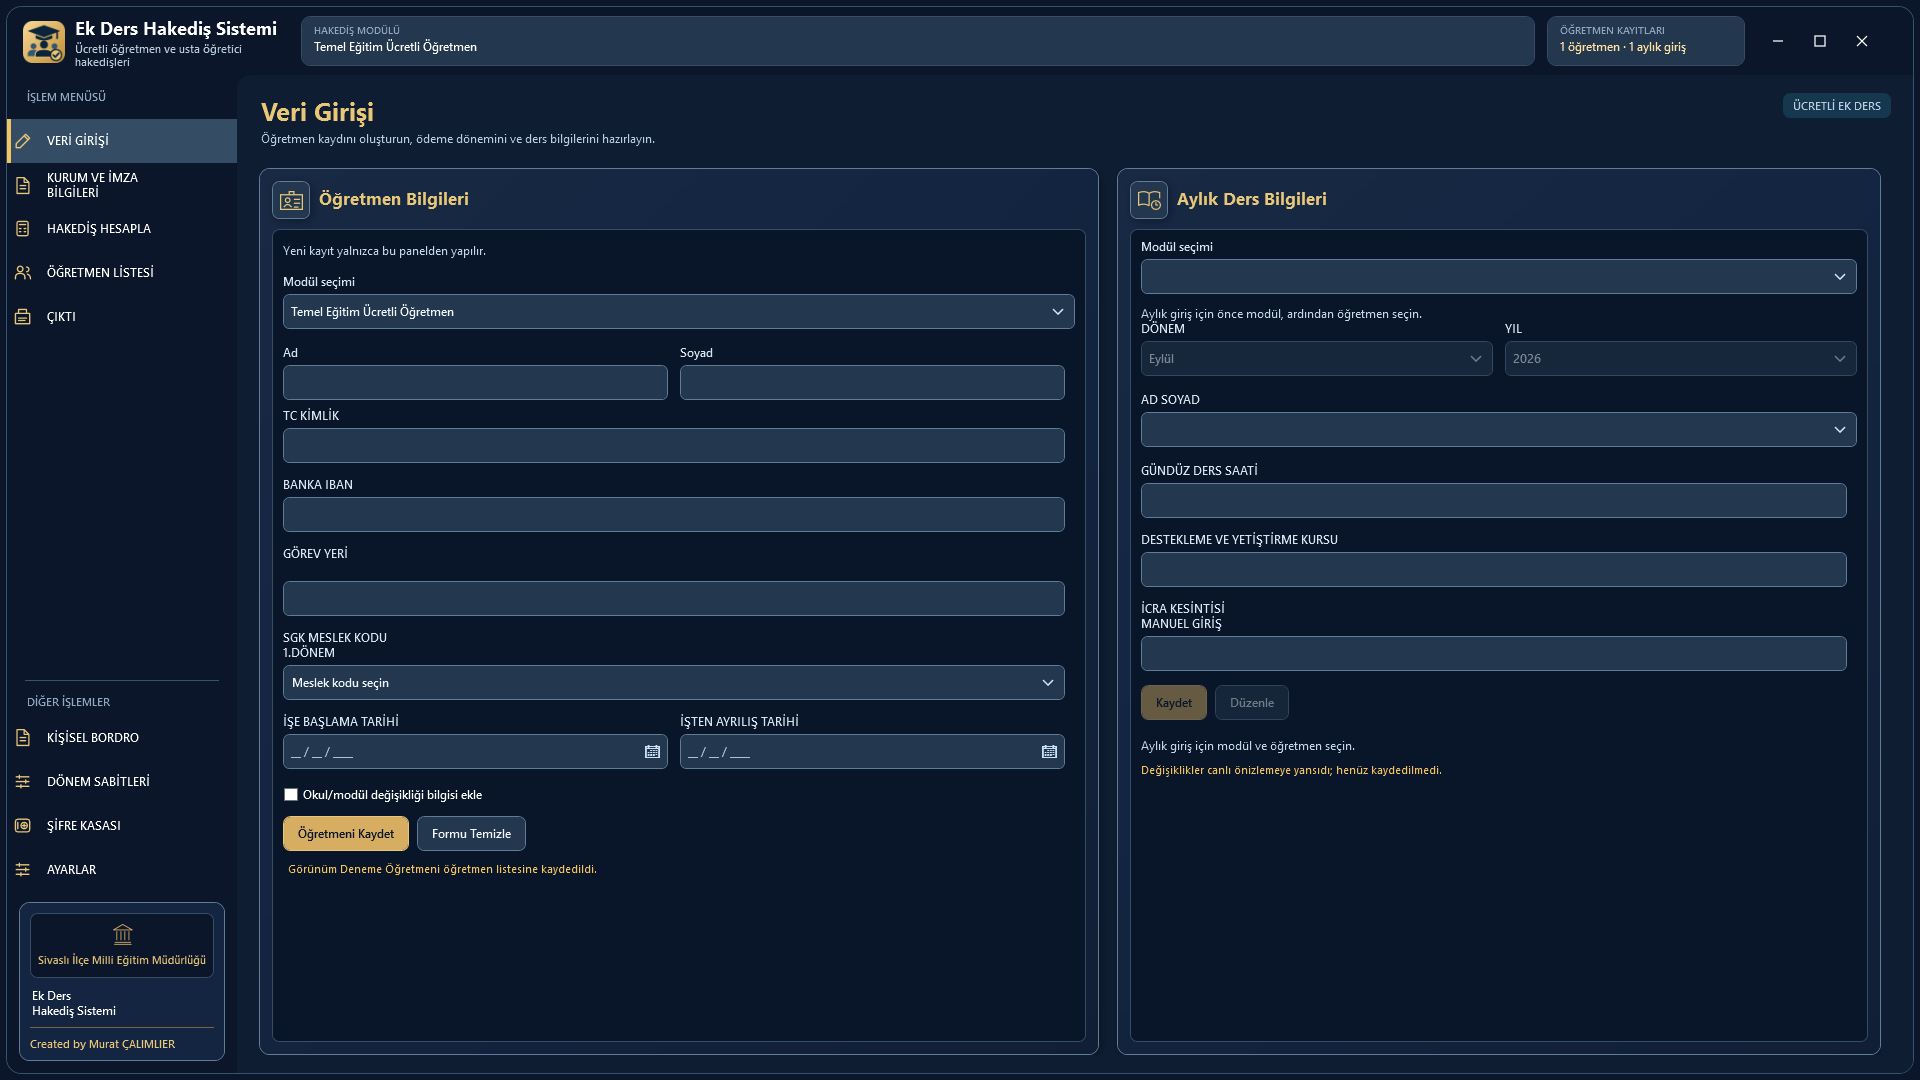 Ek Ders Hakediş Sistemi
Ücretli öğretmen ve usta öğretici
hakedişleri
HAKEDİŞ MODÜLÜ
Temel Eğitim Ücretli Öğretmen
ÖĞRETMEN KAYITLARI
1 öğretmen · 1 aylık giriş
İŞLEM MENÜSÜ
VERİ GİRİŞİ
KURUM VE İMZA
BİLGİLERİ
HAKEDİŞ HESAPLA
ÖĞRETMEN LİSTESİ
ÇIKTI
DİĞER İŞLEMLER
KİŞİSEL BORDRO
DÖNEM SABİTLERİ
ŞİFRE KASASI
AYARLAR
Sivaslı İlçe Milli Eğitim Müdürlüğü
Ek Ders
Hakediş Sistemi
Created by Murat ÇALIMLIER
Veri Girişi
Öğretmen kaydını oluşturun, ödeme dönemini ve ders bilgilerini hazırlayın.
ÜCRETLİ EK DERS
Öğretmen Bilgileri
Yeni kayıt yalnızca bu panelden yapılır.
Modül seçimi
Temel Eğitim Ücretli Öğretmen
Ad
Soyad
TC KİMLİK
BANKA IBAN
GÖREV YERİ
SGK MESLEK KODU
1.DÖNEM
Meslek kodu seçin
İŞE BAŞLAMA TARİHİ
İŞTEN AYRILIŞ TARİHİ
__ / __ / ____
__ / __ / ____
Okul/modül değişikliği bilgisi ekle
Öğretmeni Kaydet
Formu Temizle
Görünüm Deneme Öğretmeni öğretmen listesine kaydedildi.
Aylık Ders Bilgileri
Modül seçimi
Aylık giriş için önce modül, ardından öğretmen seçin.
DÖNEM
YIL
Eylül
2026
AD SOYAD
GÜNDÜZ DERS SAATİ
DESTEKLEME VE YETİŞTİRME KURSU
İCRA KESİNTİSİ
MANUEL GİRİŞ
Kaydet
Düzenle
Aylık giriş için modül ve öğretmen seçin.
Değişiklikler canlı önizlemeye yansıdı; henüz kaydedilmedi.